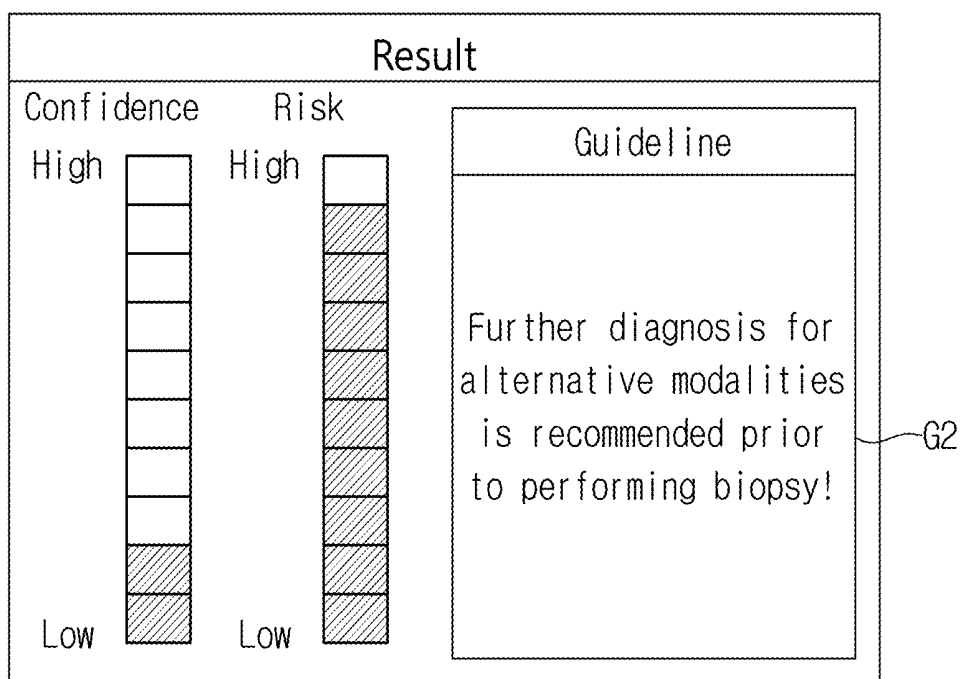 Result
Confidence
Risk
High
High
Low
Low
Guideline
Further diagnosis for
alternative modalities
is recommended prior
to performing biopsy!
G2